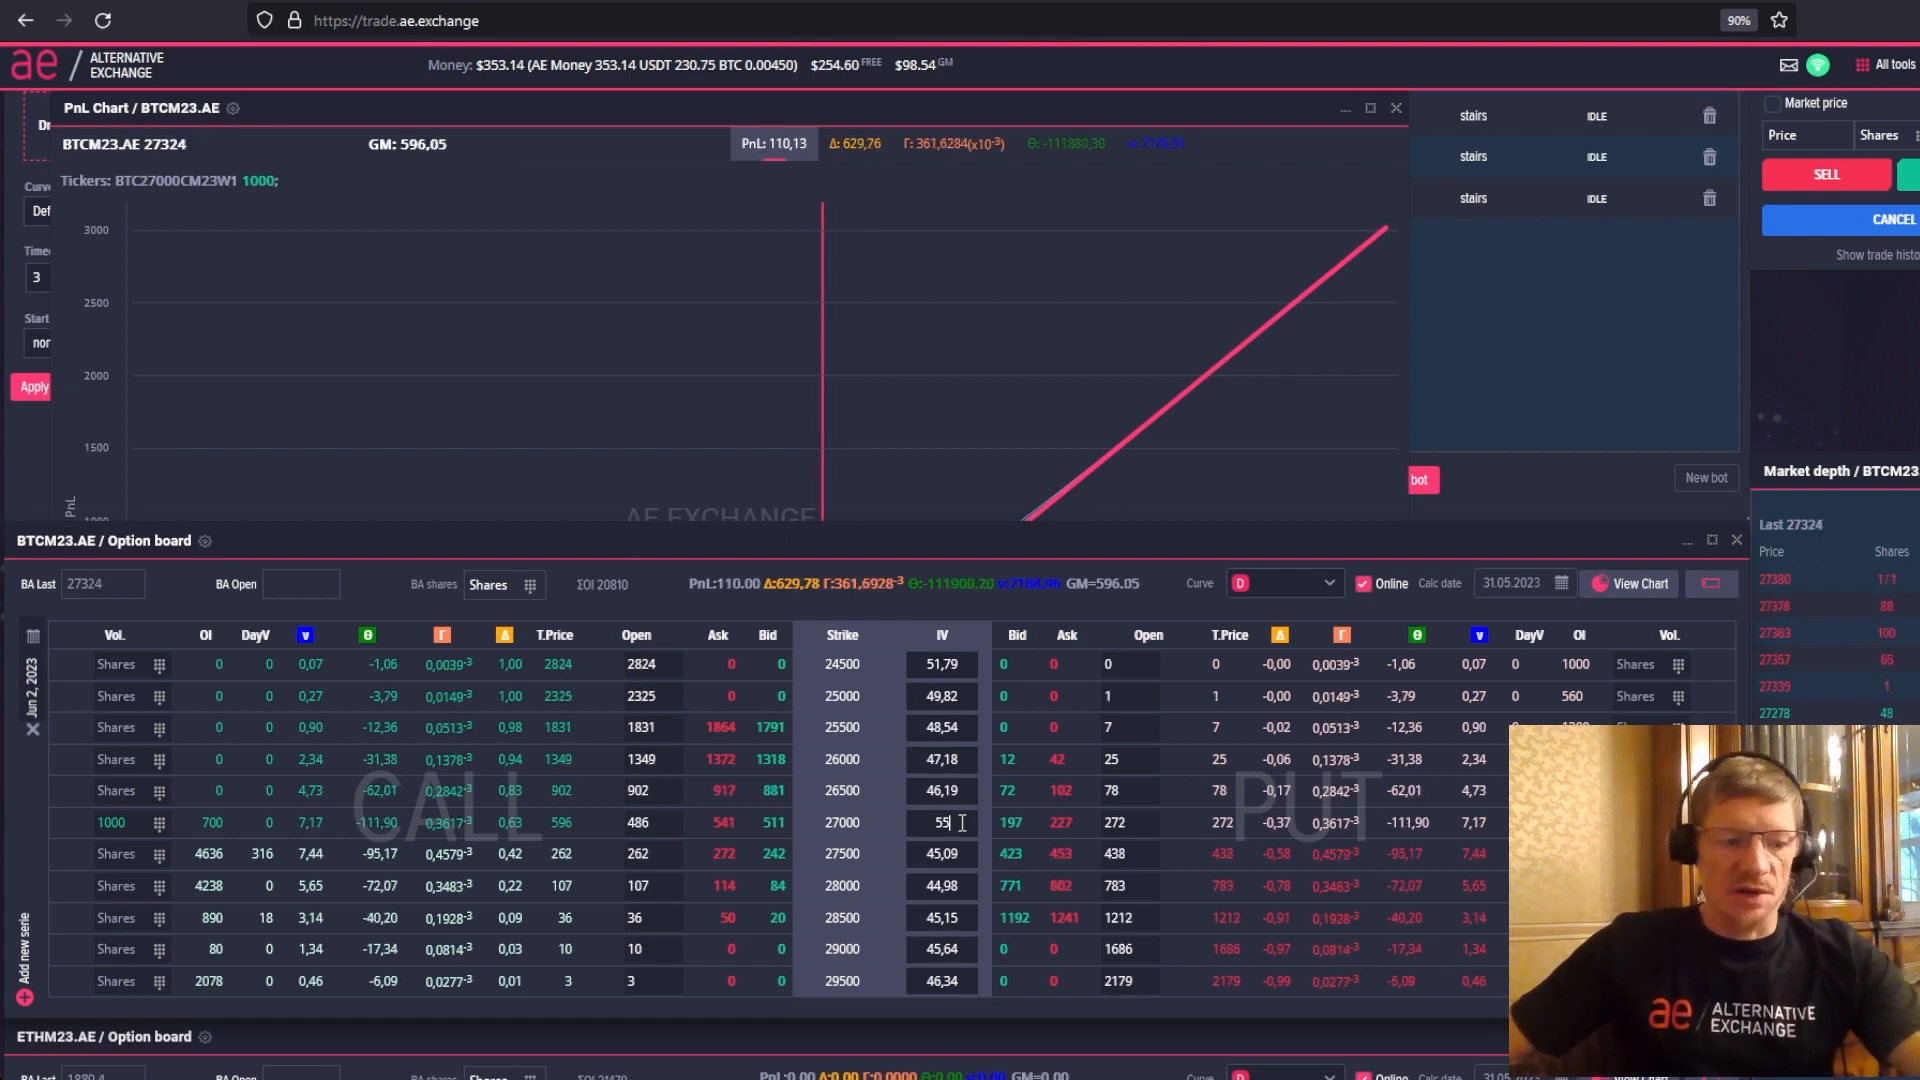 https://trade.ae.exchange
90%
ae / ALTERNATIVE EXCHANGE
Money: $353.14 (AE Money 353.14 USDT 230.75 BTC 0.00450) $254.60 FREE $98.54 GM
All tools
PnL Chart / BTCM23.AE
BTCM23.AE 27324 GM: 596,05 PnL: 110,13 Δ: 629,76 Γ: 361,6284(x10-3) Θ: -111880,30
Tickers: BTC27000CM23W1 1000;
3000
2500
2000
1500
PnL
AE EXCHANGE
Curve
Def
Time
3
Start
nor
Apply
stairs IDLE
stairs IDLE
stairs IDLE
bot New bot
Market price
Price Shares
SELL
CANCEL
Show trade histo
Market depth / BTCM23
Last 27324
Price Shares
27380 1/1
27378 88
27363 100
27357 65
27339 1
27278 48
BTCM23.AE / Option board
BA Last 27324 BA Open BA shares Shares ΣOI 20810 PnL:110.00 Δ:629,78 Γ:361,6928-3 Θ:-111900,20 ν:7168,46 GM=596.05 Curve D Online Calc date 31.05.2023 View Chart
Jun 2, 2023
Add new serie
Vol. OI DayV ν Θ Γ Δ T.Price Open Ask Bid Strike IV Bid Ask Open T.Price Δ Γ Θ ν DayV OI Vol.
Shares 0 0 0,07 -1,06 0,0039-3 1,00 2824 2824 0 0 24500 51,79 0 0 0 0 -0,00 0,0039-3 -1,06 0,07 0 1000 Shares
Shares 0 0 0,27 -3,79 0,0149-3 1,00 2325 2325 0 0 25000 49,82 0 0 1 1 -0,00 0,0149-3 -3,79 0,27 0 560 Shares
Shares 0 0 0,90 -12,36 0,0513-3 0,98 1831 1831 1864 1791 25500 48,54 0 0 7 7 -0,02 0,0513-3 -12,36 0,90
Shares 0 0 2,34 -31,38 0,1378-3 0,94 1349 1349 1372 1318 26000 47,18 12 42 25 25 -0,06 0,1378-3 -31,38 2,34
Shares 0 0 4,73 -62,01 0,2842-3 0,83 902 902 917 881 26500 46,19 72 102 78 78 -0,17 0,2842-3 -62,01 4,73
1000 700 0 7,17 -111,90 0,3617-3 0,63 596 486 541 511 27000 55 197 227 272 272 -0,37 0,3617-3 -111,90 7,17
Shares 4636 316 7,44 -95,17 0,4579-3 0,42 262 262 272 242 27500 45,09 423 453 438 438 -0,58 0,4579-3 -95,17 7,44
Shares 4238 0 5,65 -72,07 0,3483-3 0,22 107 107 114 84 28000 44,98 771 802 783 783 -0,78 0,3483-3 -72,07 5,65
Shares 890 18 3,14 -40,20 0,1928-3 0,09 36 36 50 20 28500 45,15 1192 1241 1212 1212 -0,91 0,1928-3 -40,20 3,14
Shares 80 0 1,34 -17,34 0,0814-3 0,03 10 10 0 0 29000 45,64 0 0 1686 1686 -0,97 0,0814-3 -17,34 1,34
Shares 2078 0 0,46 -6,09 0,0277-3 0,01 3 3 0 0 29500 46,34 0 0 2179 2179 -0,99 0,0277-3 -6,09 0,46
CALL
PUT
ETHM23.AE / Option board
ae / ALTERNATIVE EXCHANGE